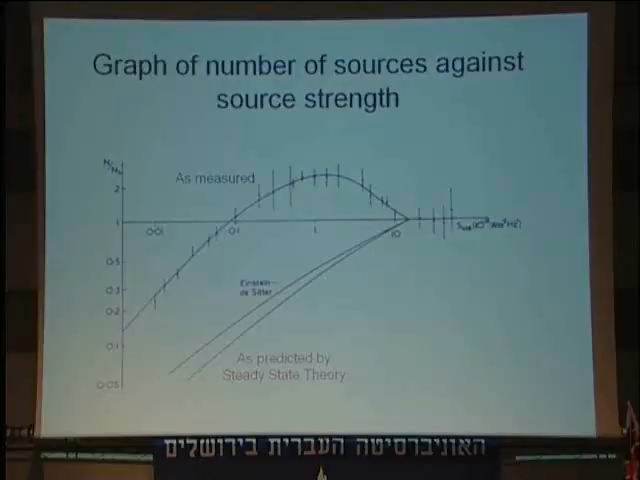 Graph of number of sources against
source strength
N/N₀
As measured
2
1
0·01
0·1
1
10
0·5
Einstein–
de Sitter
0·3
0·2
0·1
As predicted by
Steady State Theory
0·05
האוניברסיטה העברית בירושלים